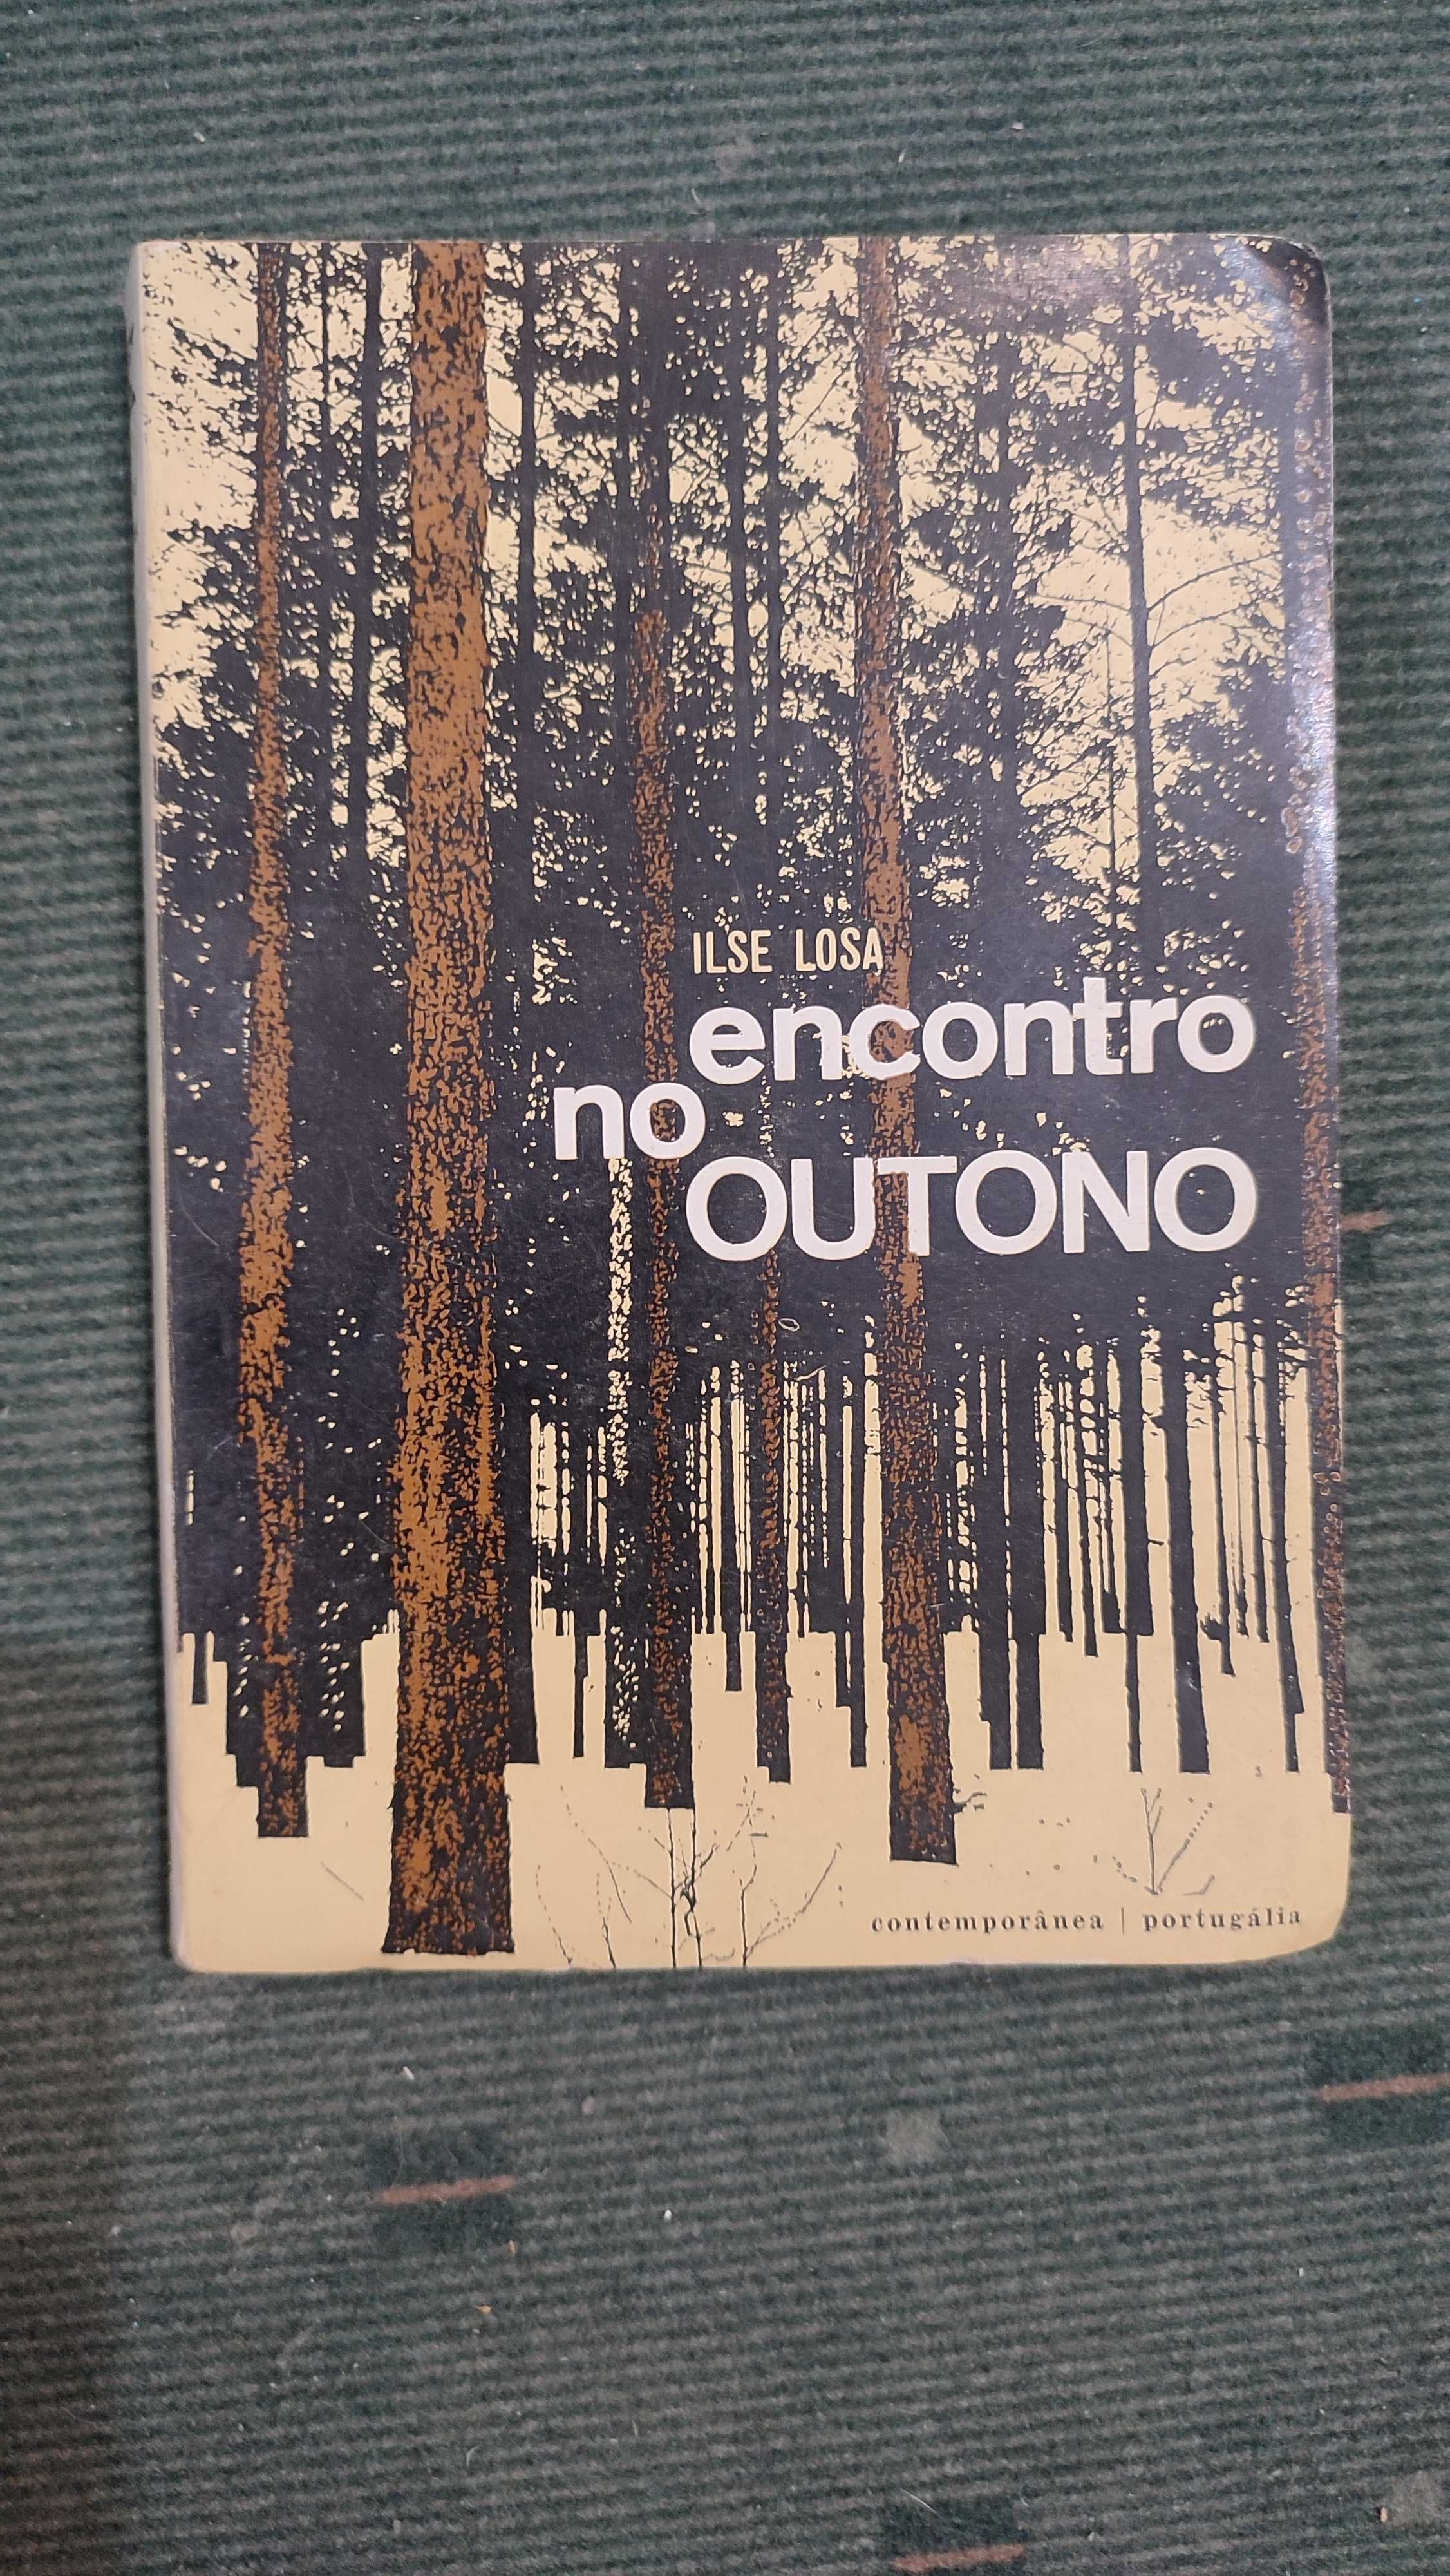 ILSE LOSA
encontro
no
OUTONO
contemporânea | portugália